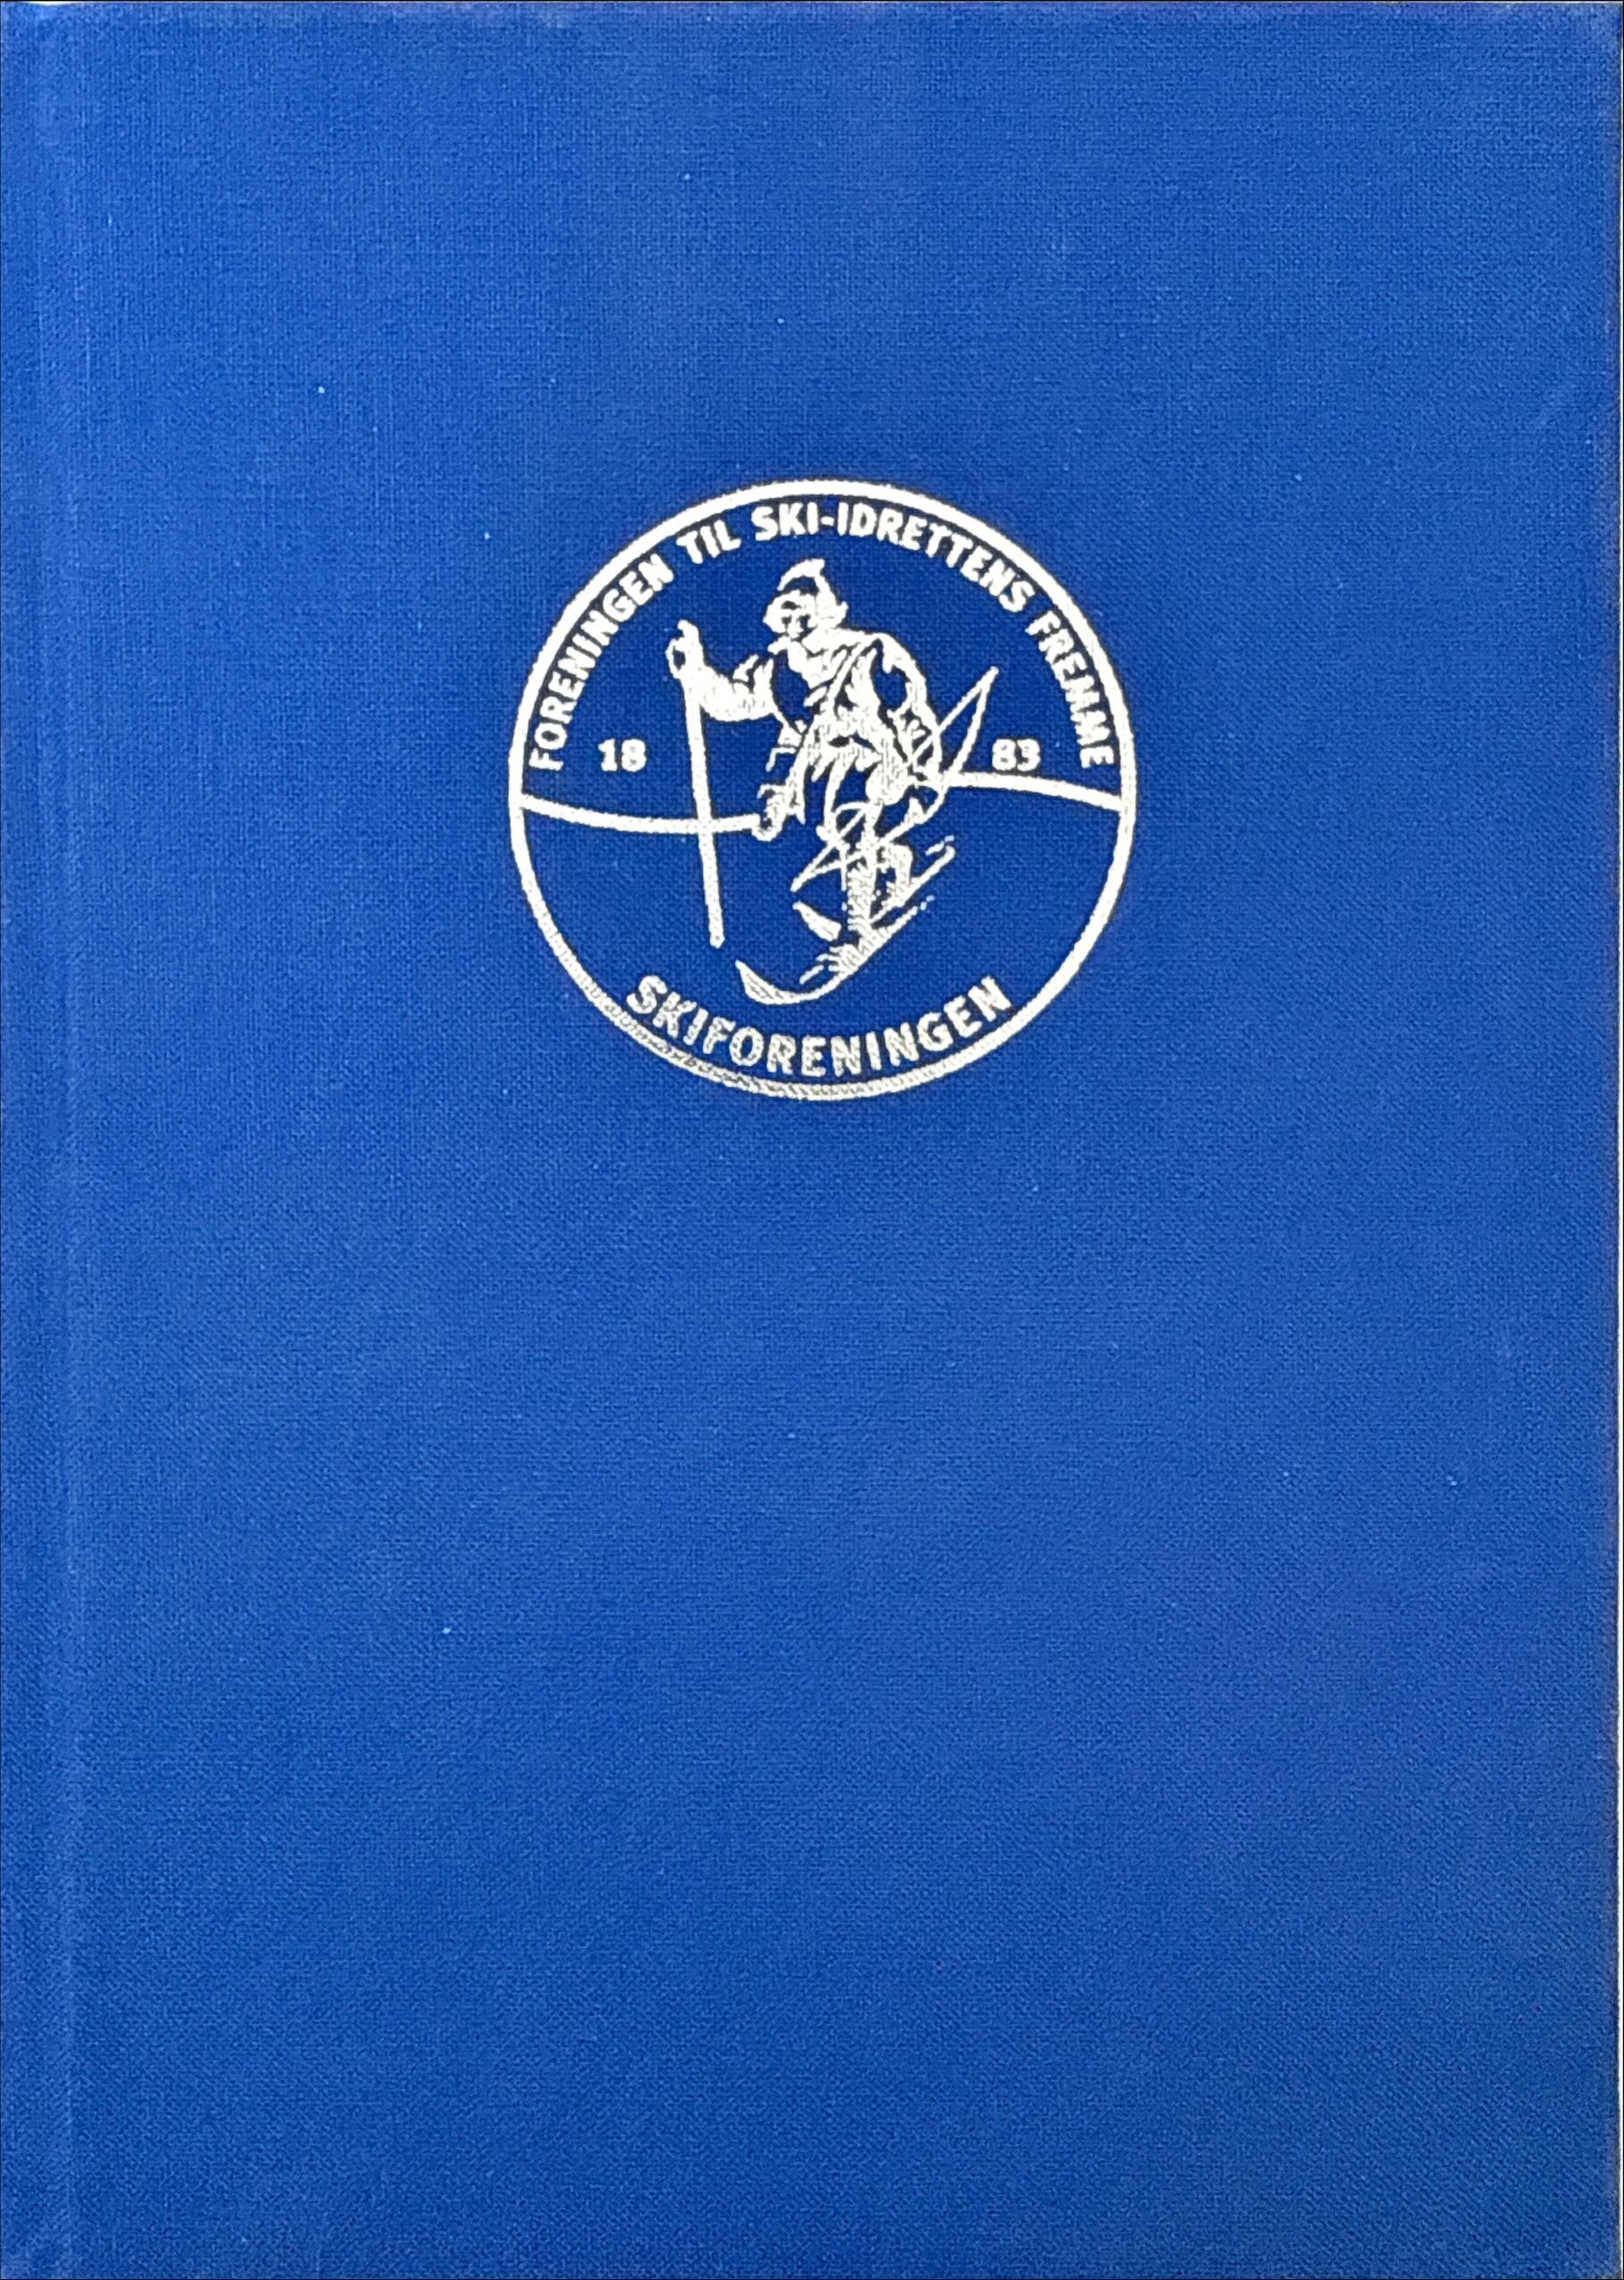 FORENINGEN TIL SKI-IDRETTENS FREMME
18 83
SKIFORENINGEN